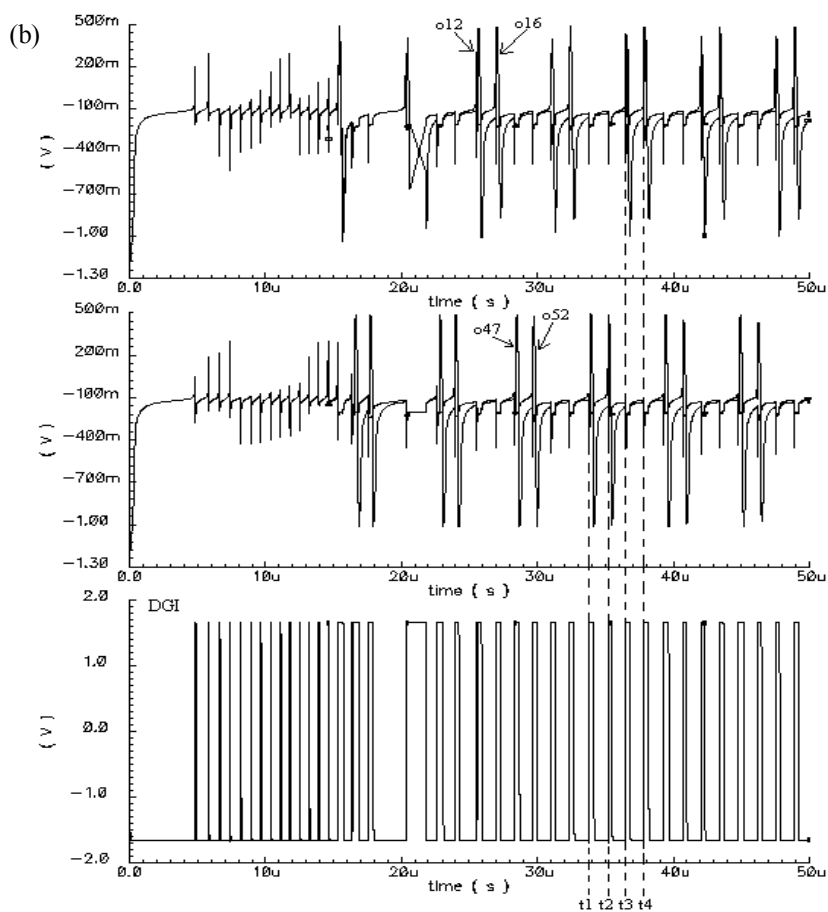 (b)
500m
o12
o16
200m
-100m
(V)
-400m
-700m
-1.00
-1.30
0.0
10u
20u
30u
40u
50u
time (s)
500m
o47
o52
200m
-100m
(V)
-400m
-700m
-1.00
-1.30
0.0
10u
20u
30u
40u
50u
time (s)
2.0
DGI
1.0
(V)
0.0
-1.0
-2.0
0.0
10u
20u
30u
40u
50u
time (s)
t1 t2 t3 t4